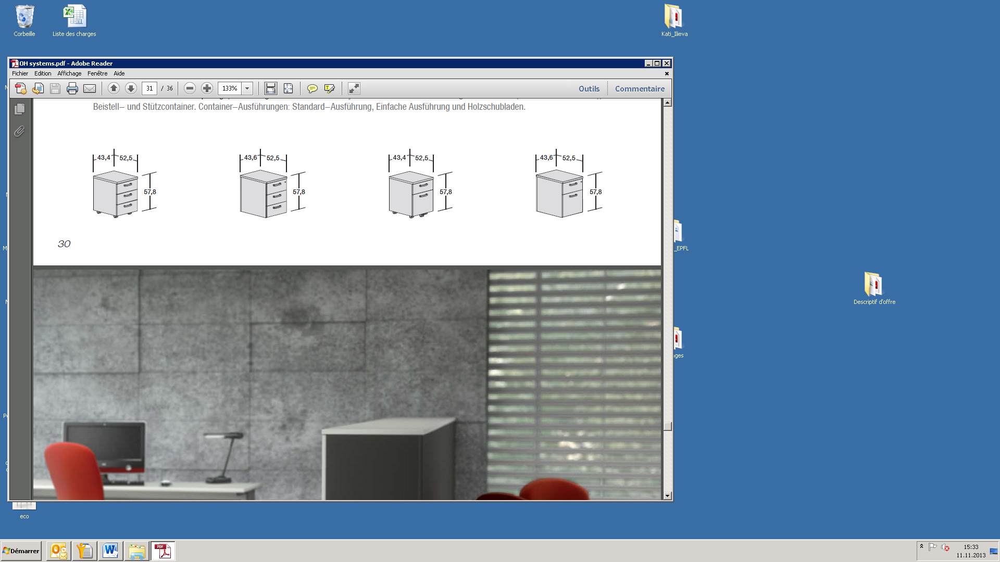 Corbeille
Liste des charges
Kati_Ilieva
OH systems.pdf - Adobe Reader
Fichier Edition Affichage Fenêtre Aide
31 / 36 133% Outils Commentaire
Beistell– und Stützcontainer. Container–Ausführungen: Standard–Ausführung, Einfache Ausführung und Holzschubladen.
43,4 52,5 43,6 52,5 43,4 52,5 43,6 52,5
57,8 57,8 57,8 57,8
30
_EPFL
Descriptif d'offre
eco
Démarrer
15:33
11.11.2013